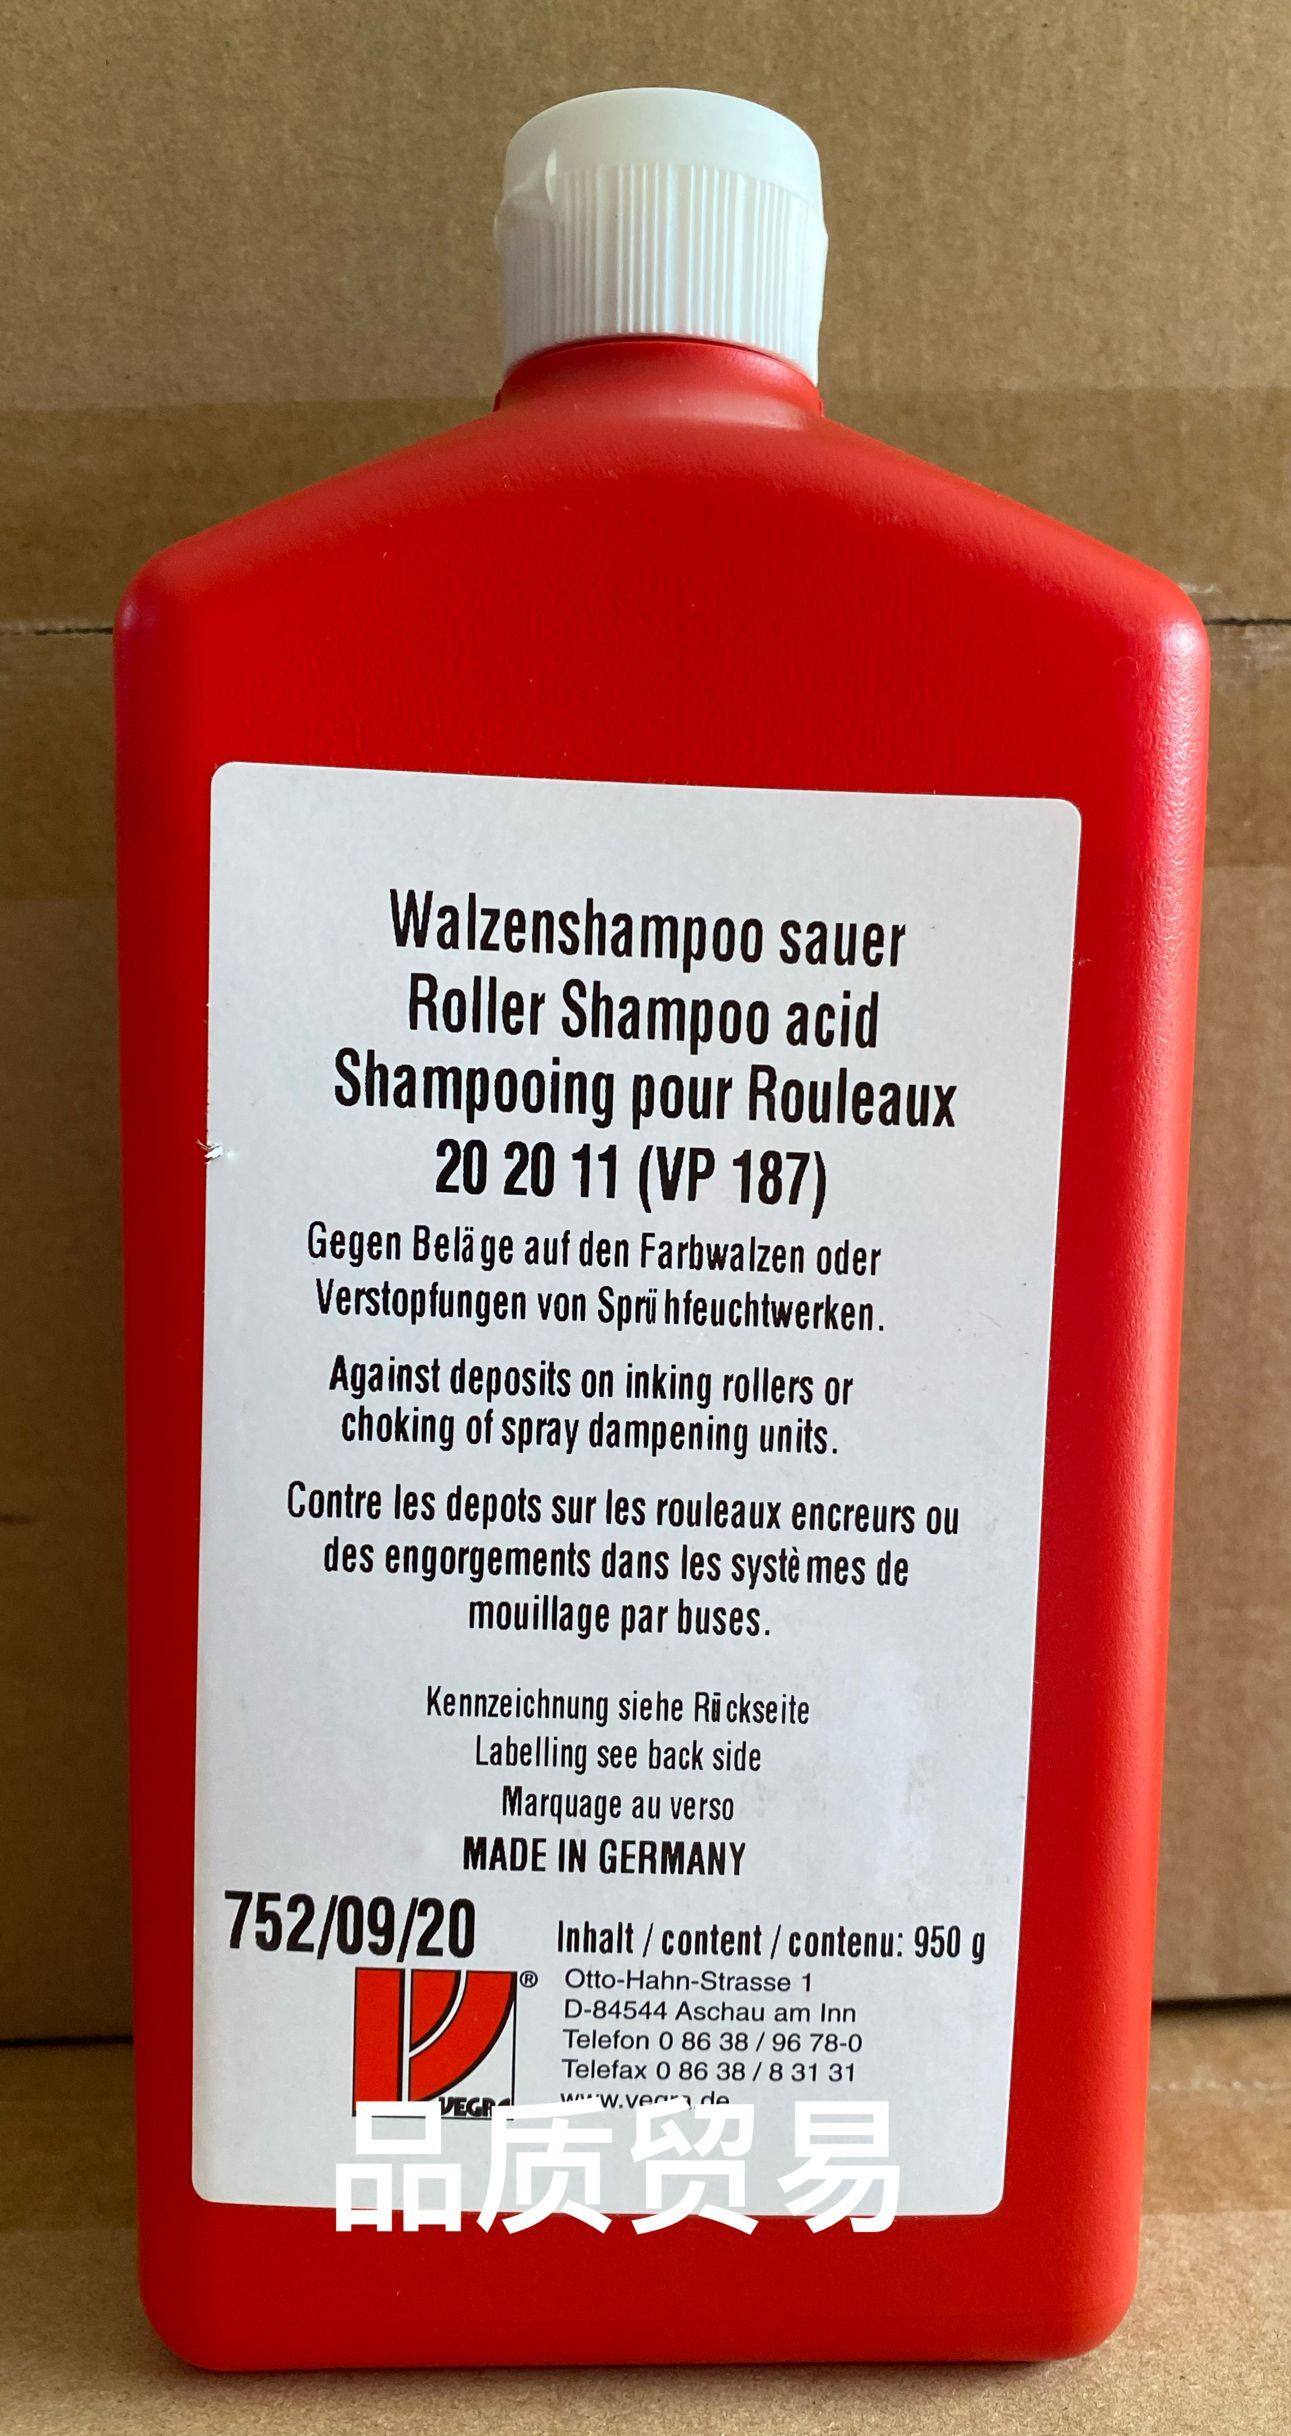 Walzenshampoo sauer
Roller Shampoo acid
Shampooing pour Rouleaux
20 20 11 (VP 187)
Gegen Beläge auf den Farbwalzen oder
Verstopfungen von Sprühfeuchtwerken.
Against deposits on inking rollers or
choking of spray dampening units.
Contre les depots sur les rouleaux encreurs ou
des engorgements dans les systèmes de
mouillage par buses.
Kennzeichnung siehe Rückseite
Labelling see back side
Marquage au verso
MADE IN GERMANY
752/09/20
Inhalt / content / contenu: 950 g
VEGRA ®
Otto-Hahn-Strasse 1
D-84544 Aschau am Inn
Telefon 0 86 38 / 96 78-0
Telefax 0 86 38 / 8 31 31
www.vegra.de
品质贸易